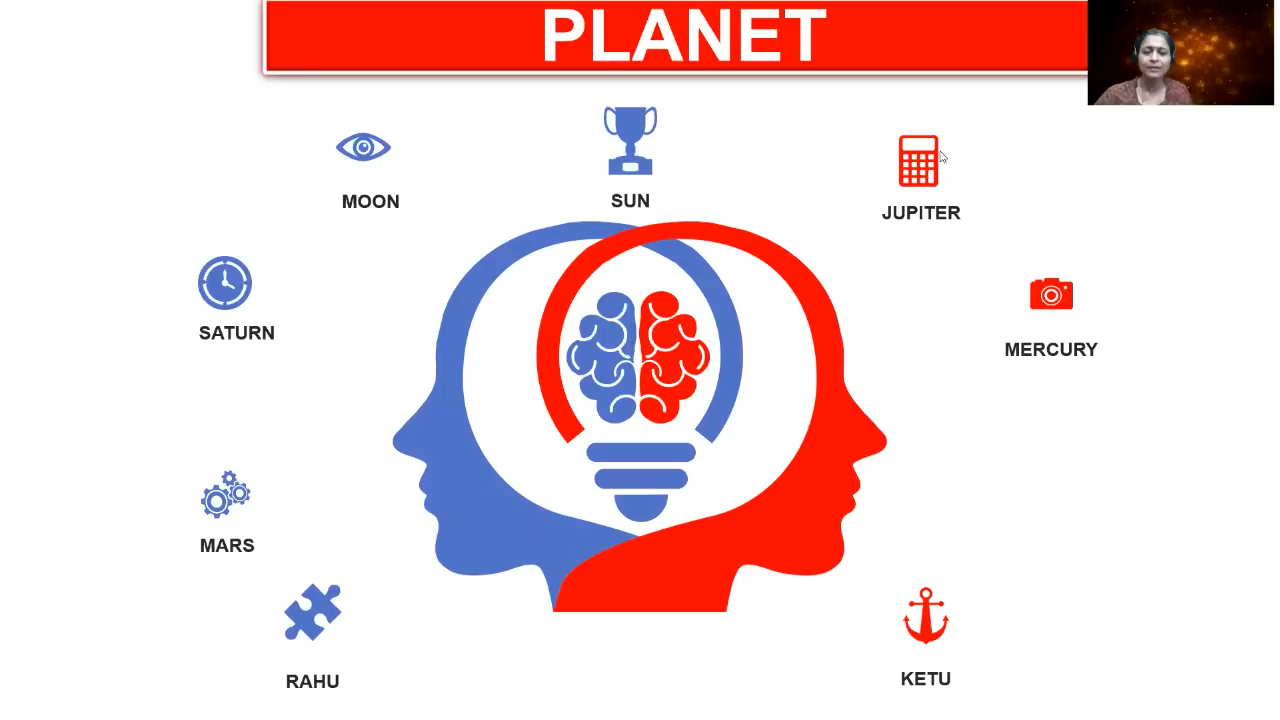 PLANET
MOON
SUN
JUPITER
SATURN
MERCURY
MARS
RAHU
KETU